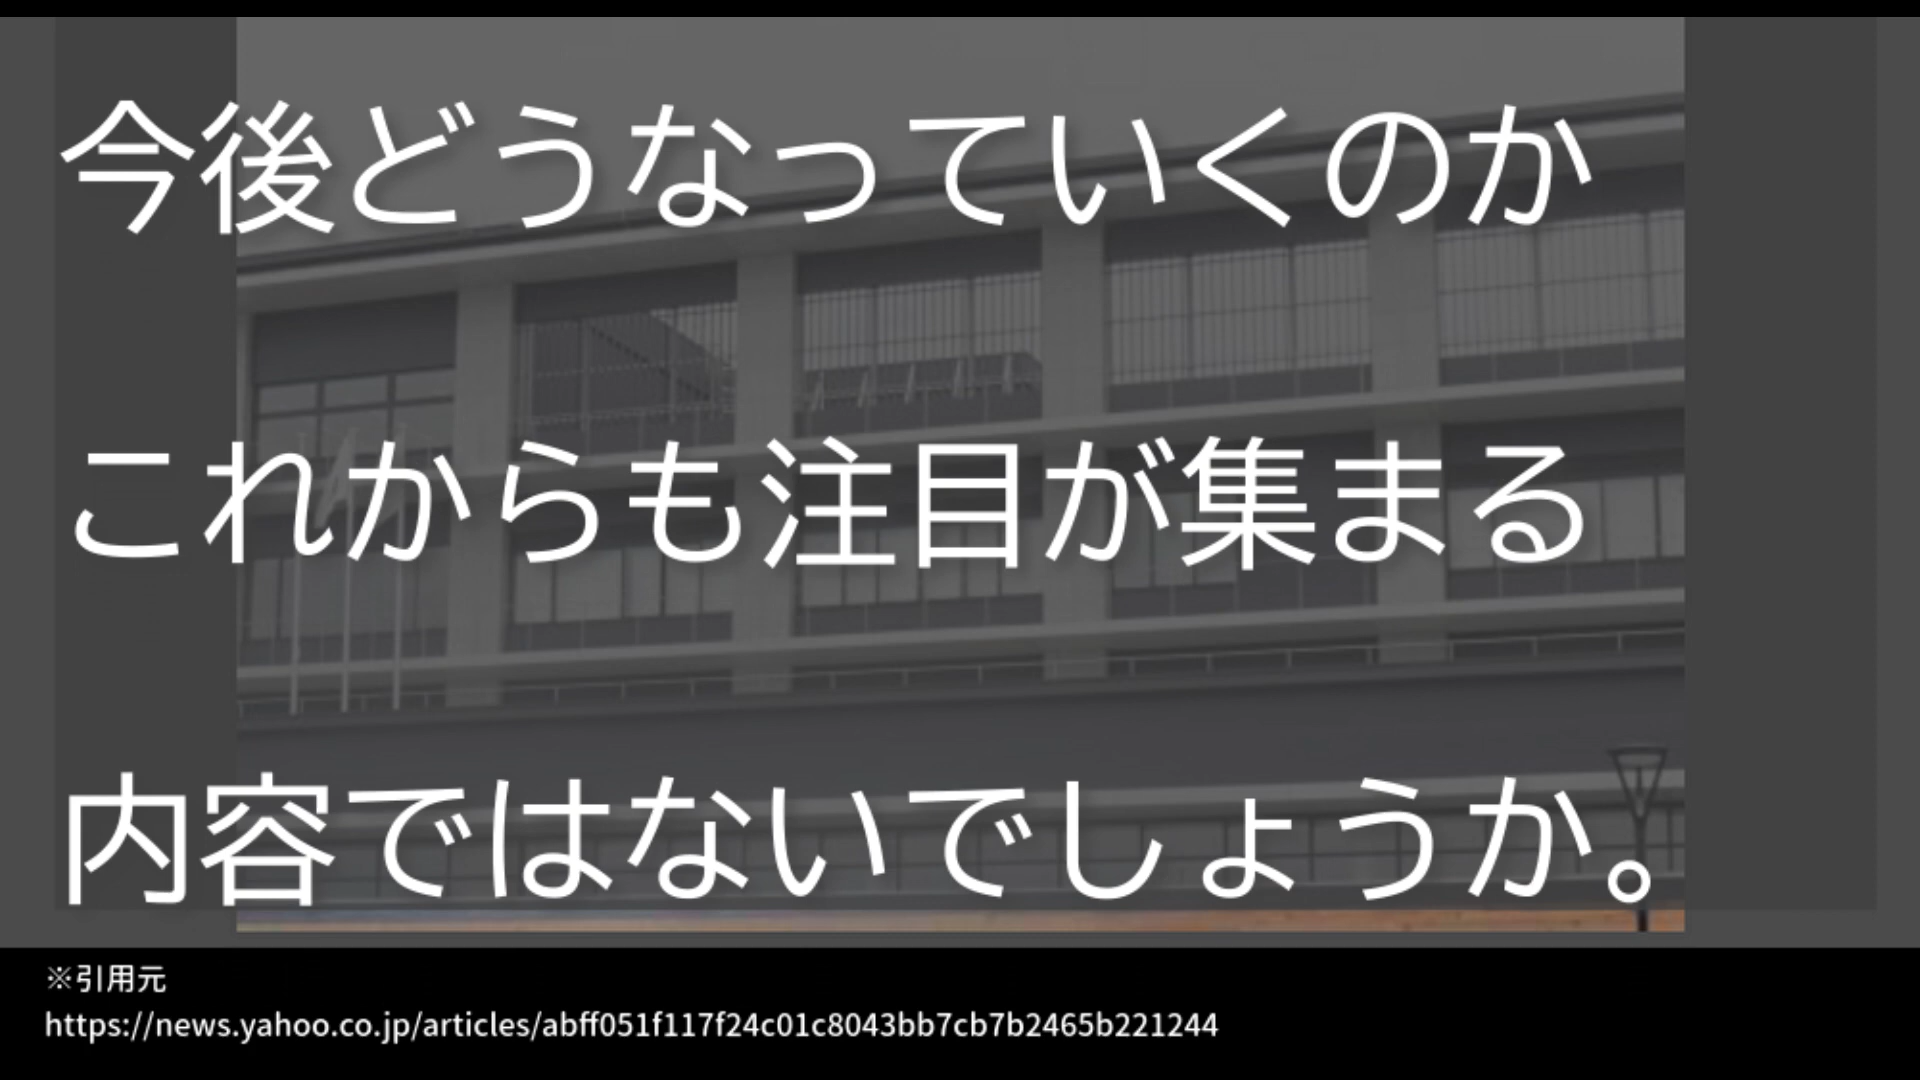 今後どうなっていくのか
これからも注目が集まる
内容ではないでしょうか。
※引用元
https://news.yahoo.co.jp/articles/abff051f117f24c01c8043bb7cb7b2465b221244